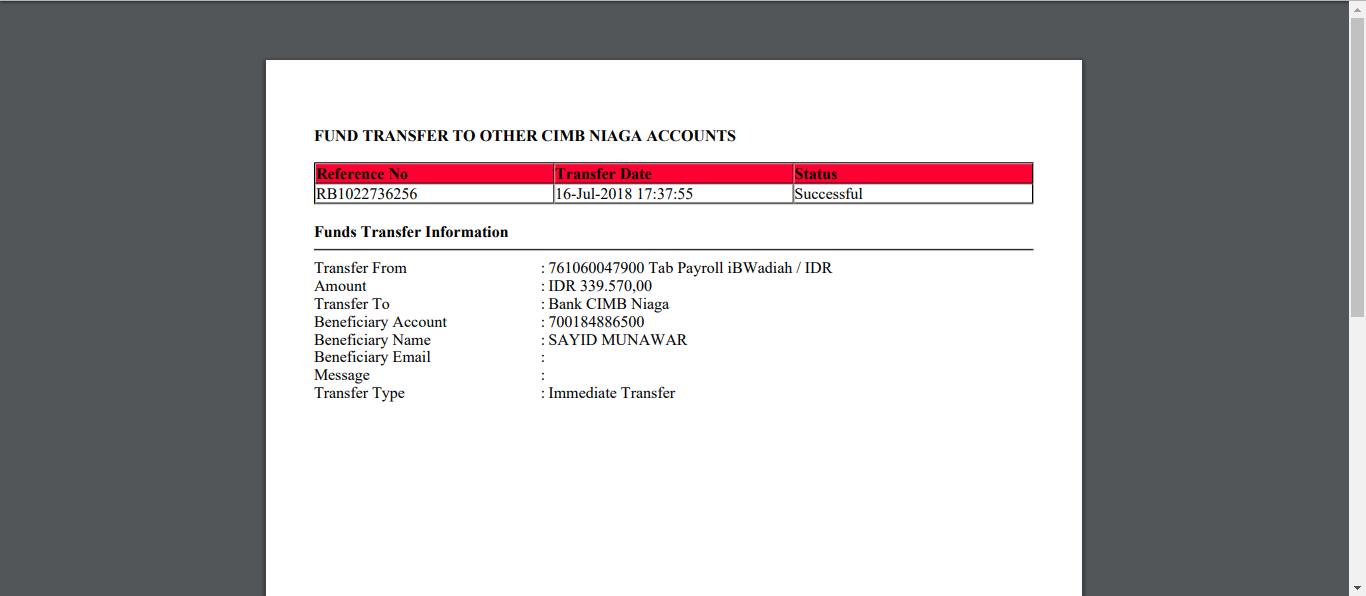 FUND TRANSFER TO OTHER CIMB NIAGA ACCOUNTS
Reference No Transfer Date Status
RB1022736256 16-Jul-2018 17:37:55 Successful
Funds Transfer Information
Transfer From : 761060047900 Tab Payroll iBWadiah / IDR
Amount : IDR 339.570,00
Transfer To : Bank CIMB Niaga
Beneficiary Account : 700184886500
Beneficiary Name : SAYID MUNAWAR
Beneficiary Email :
Message :
Transfer Type : Immediate Transfer